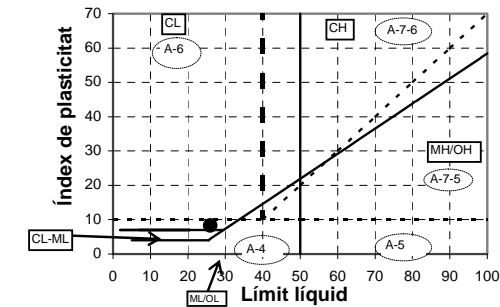 Índex de plasticitat
70
60
50
40
30
20
10
0
CL
A-6
CH
A-7-6
MH/OH
A-7-5
CL-ML
A-4
A-5
0 10 20 30 40 50 60 70 80 90 100
ML/OL
Límit líquid